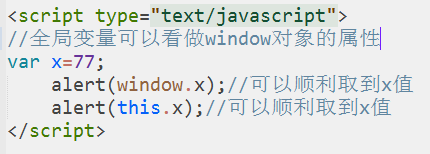 <script type="text/javascript">
//全局变量可以看做window对象的属性
var x=77;
    alert(window.x);//可以顺利取到x值
    alert(this.x);//可以顺利取到x值
</script>